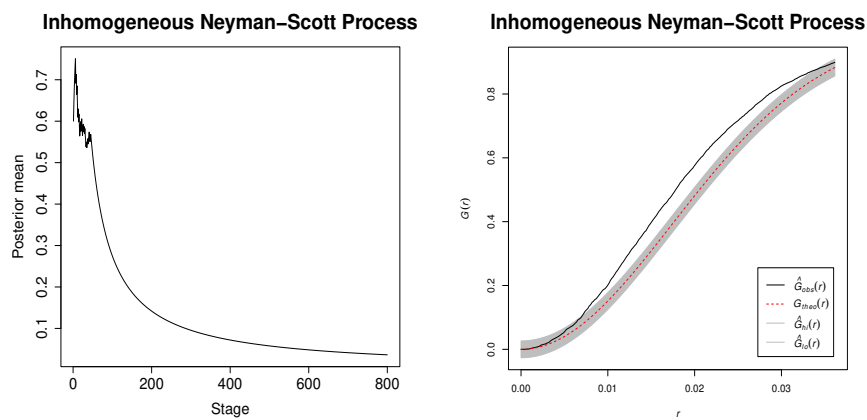 Inhomogeneous Neyman−Scott Process
Posterior mean
0.7
0.6
0.5
0.4
0.3
0.2
0.1
0 200 400 600 800
Stage
Inhomogeneous Neyman−Scott Process
G(r)
0.8
0.6
0.4
0.2
0.0
Ĝobs(r)
Gtheo(r)
Ĝhi(r)
Ĝlo(r)
0.00 0.01 0.02 0.03
r